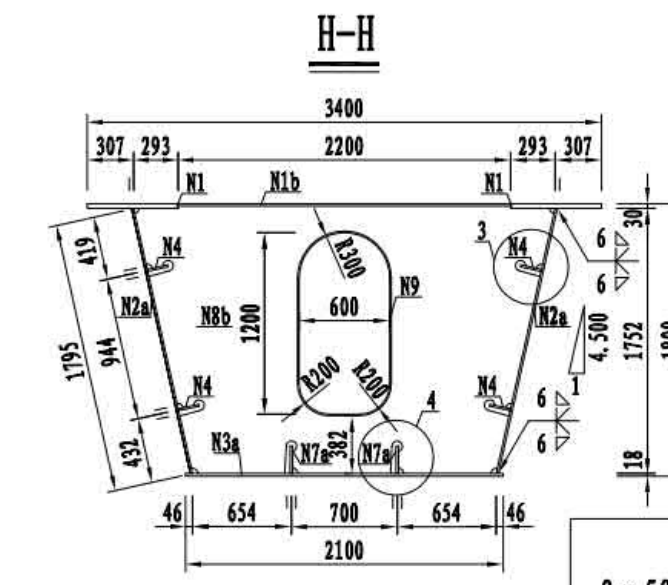 H-H
3400
307 293 2200 293 307
N1 N1b N1
30
419 N4 R300 3 N4 6
6
N2a N8b 1200 600 N9 N2a 4.500 1752
1795 944
1
R200 R200
N4 4 N4 6
6
432 N3a N7a 382 N7a 18
46 654 700 654 46
2100